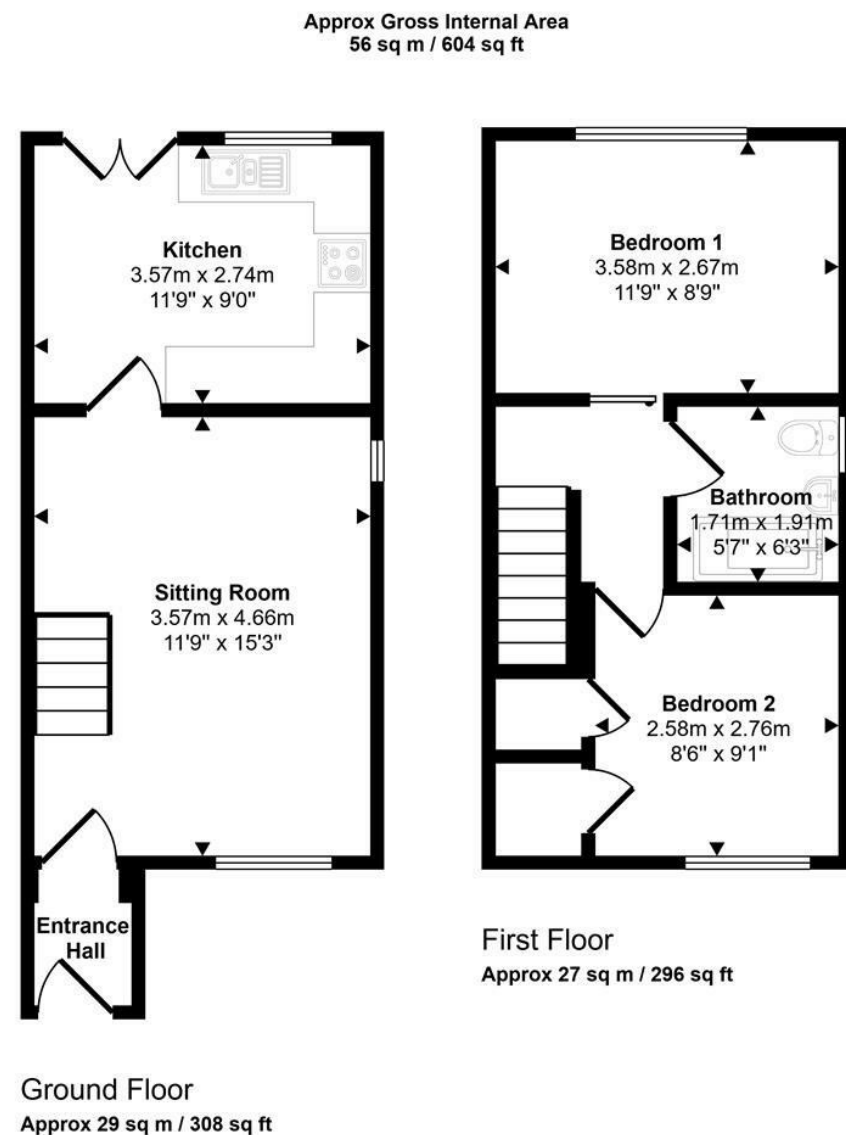 Approx Gross Internal Area
56 sq m / 604 sq ft
Kitchen
3.57m x 2.74m
11'9" x 9'0"
Sitting Room
3.57m x 4.66m
11'9" x 15'3"
Entrance
Hall
Ground Floor
Approx 29 sq m / 308 sq ft
Bedroom 1
3.58m x 2.67m
11'9" x 8'9"
Bathroom
1.71m x 1.91m
5'7" x 6'3"
Bedroom 2
2.58m x 2.76m
8'6" x 9'1"
First Floor
Approx 27 sq m / 296 sq ft